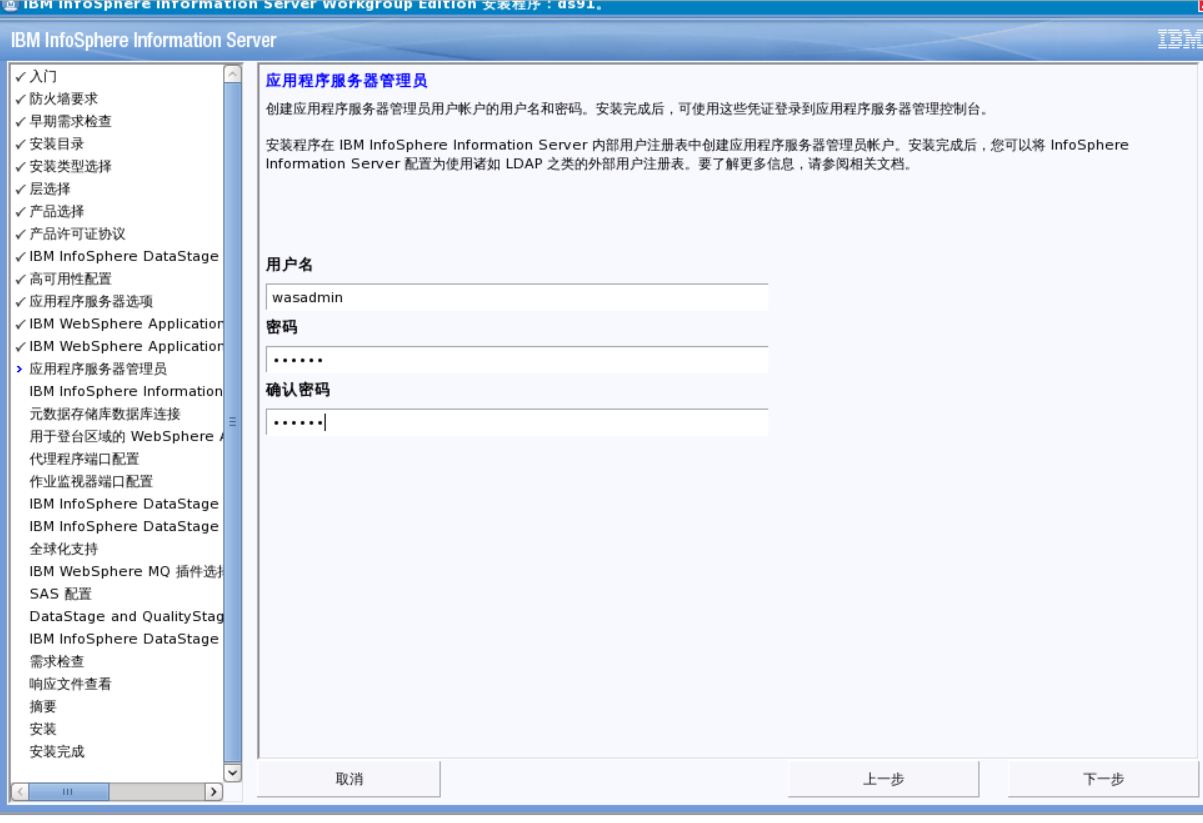 IBM InfoSphere Information Server Workgroup Edition 安装程序：ds91。
IBM InfoSphere Information Server
IBM
入门
防火墙要求
早期需求检查
安装目录
安装类型选择
层选择
产品选择
产品许可证协议
IBM InfoSphere DataStage
高可用性配置
应用程序服务器选项
IBM WebSphere Application
IBM WebSphere Application
应用程序服务器管理员
IBM InfoSphere Information
元数据存储库数据库连接
用于登台区域的 WebSphere A
代理程序端口配置
作业监视器端口配置
IBM InfoSphere DataStage
IBM InfoSphere DataStage
全球化支持
IBM WebSphere MQ 插件选择
SAS 配置
DataStage and QualityStag
IBM InfoSphere DataStage
需求检查
响应文件查看
摘要
安装
安装完成
应用程序服务器管理员
创建应用程序服务器管理员用户帐户的用户名和密码。安装完成后，可使用这些凭证登录到应用程序服务器管理控制台。
安装程序在 IBM InfoSphere Information Server 内部用户注册表中创建应用程序服务器管理员帐户。安装完成后，您可以将 InfoSphere
Information Server 配置为使用诸如 LDAP 之类的外部用户注册表。要了解更多信息，请参阅相关文档。
用户名
wasadmin
密码
••••••
确认密码
••••••
取消
上一步
下一步